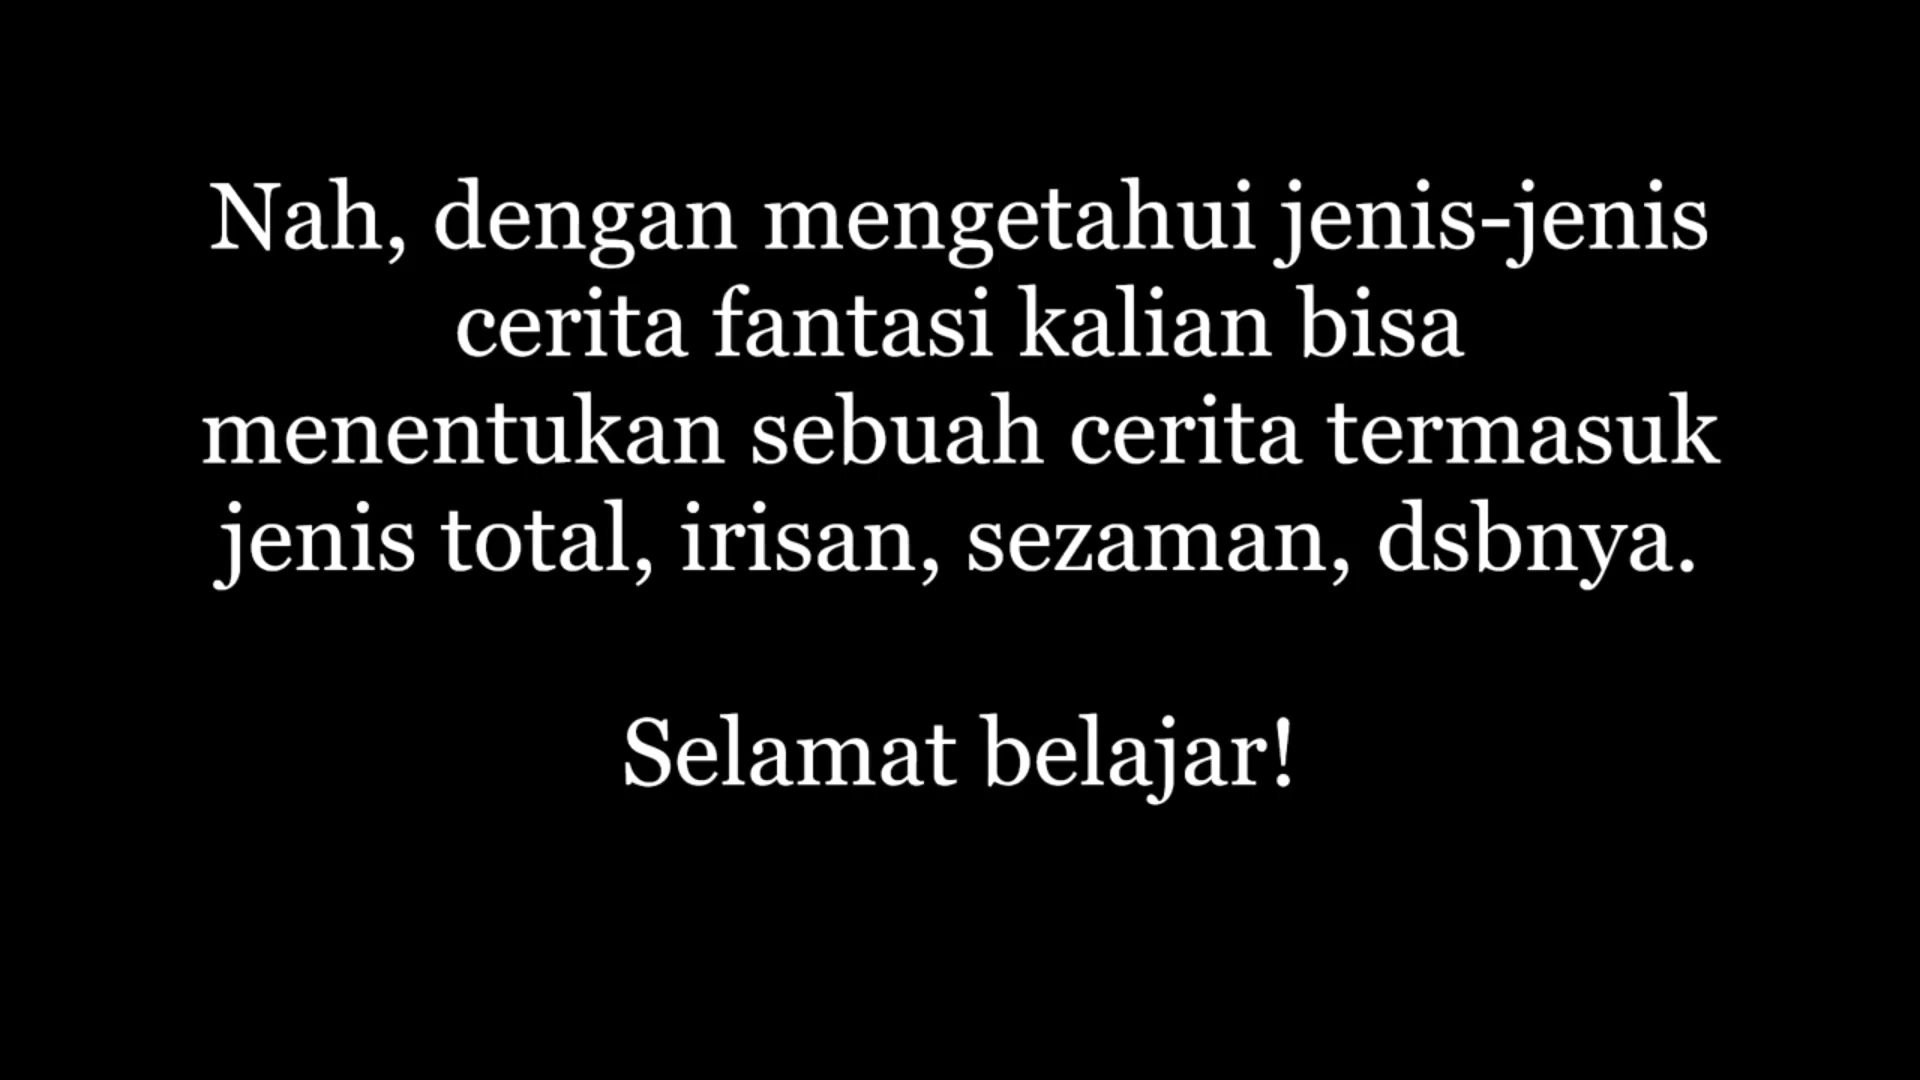 Nah, dengan mengetahui jenis-jenis
cerita fantasi kalian bisa
menentukan sebuah cerita termasuk
jenis total, irisan, sezaman, dsbnya.
Selamat belajar!